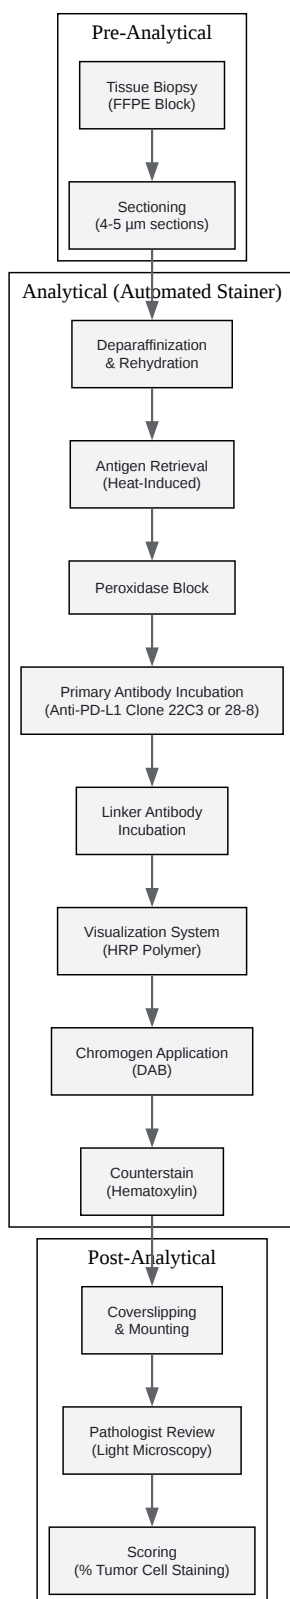 Pre-Analytical
Tissue Biopsy
(FFPE Block)
Sectioning
(4-5 µm sections)
Analytical (Automated Stainer)
Deparaffinization
& Rehydration
Antigen Retrieval
(Heat-Induced)
Peroxidase Block
Primary Antibody Incubation
(Anti-PD-L1 Clone 22C3 or 28-8)
Linker Antibody
Incubation
Visualization System
(HRP Polymer)
Chromogen Application
(DAB)
Counterstain
(Hematoxylin)
Post-Analytical
Coverslipping
& Mounting
Pathologist Review
(Light Microscopy)
Scoring
(% Tumor Cell Staining)